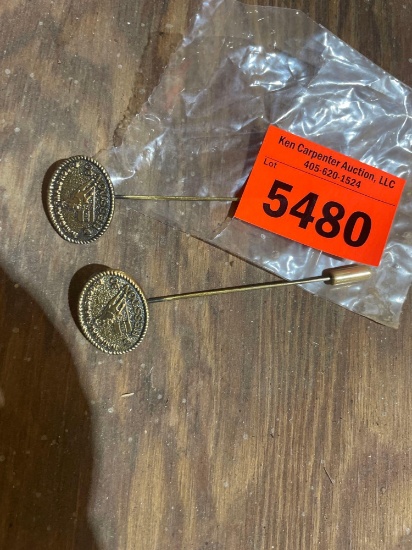 Ken Carpenter Auction, LLC
405-620-1524
Lot
5480